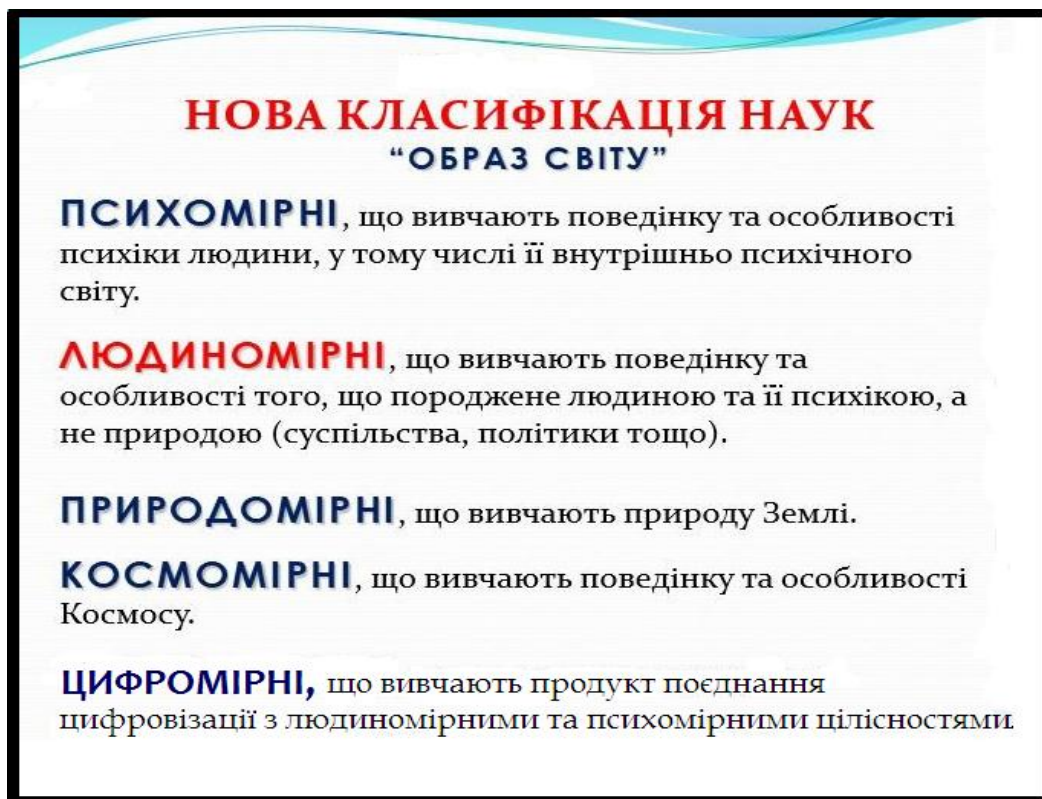 НОВА КЛАСИФІКАЦІЯ НАУК
“ОБРАЗ СВІТУ”
ПСИХОМІРНІ, що вивчають поведінку та особливості
психіки людини, у тому числі її внутрішньо психічного
світу.
ЛЮДИНОМІРНІ, що вивчають поведінку та
особливості того, що породжене людиною та її психікою, а
не природою (суспільства, політики тощо).
ПРИРОДОМІРНІ, що вивчають природу Землі.
КОСМОМІРНІ, що вивчають поведінку та особливості
Космосу.
ЦИФРОМІРНІ, що вивчають продукт поєднання
цифровізації з людиномірними та психомірними цілісностями.